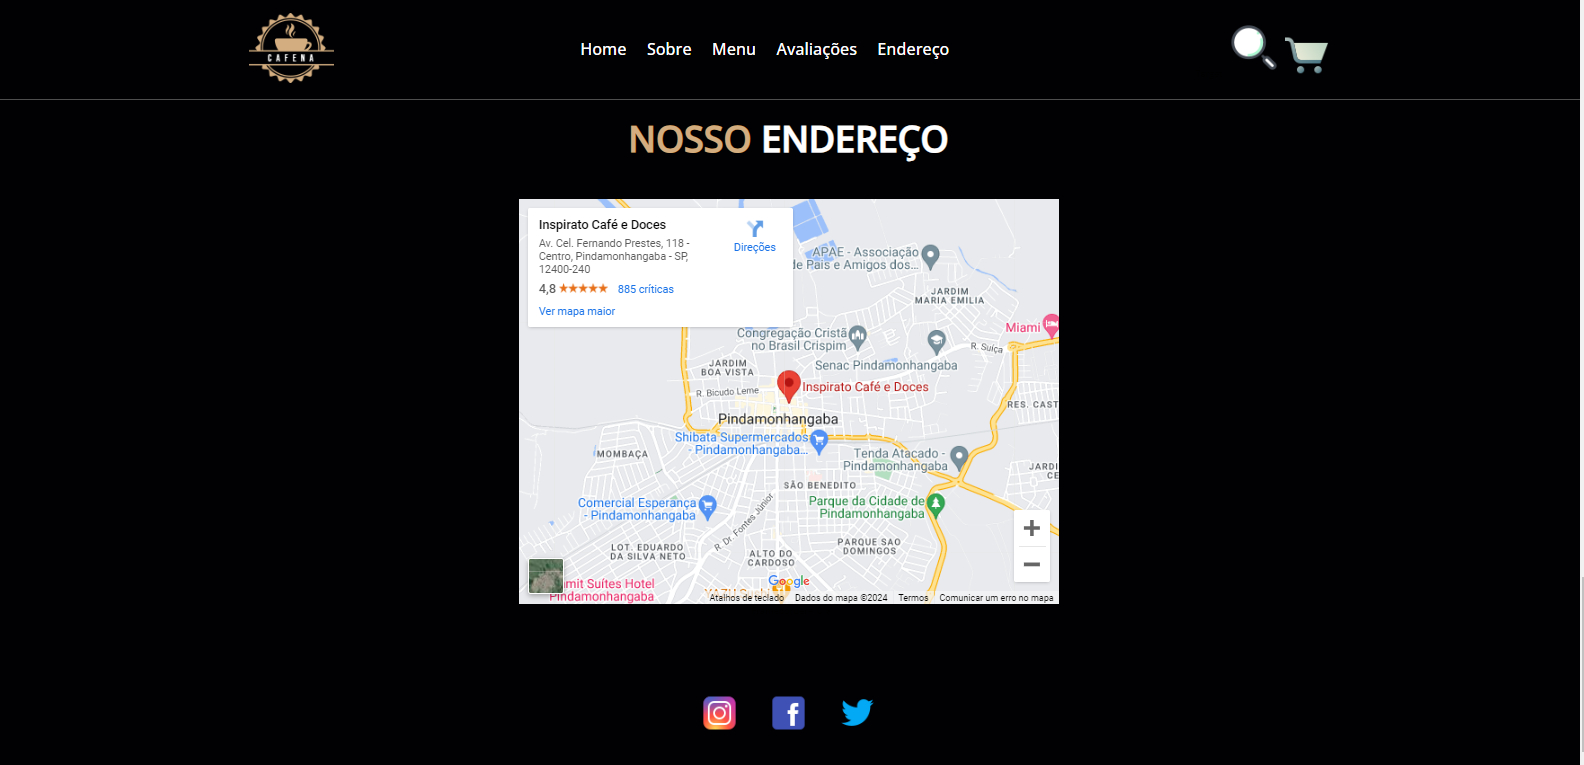 CAFENA
Home Sobre Menu Avaliações Endereço
NOSSO ENDEREÇO
Inspirato Café e Doces
Av. Cel. Fernando Prestes, 118 -
Centro, Pindamonhangaba - SP,
12400-240
Direções
4,8 ★★★★★ 885 críticas
Ver mapa maior
APAE - Associação
de Pais e Amigos dos...
JARDIM
MARIA EMILIA
Miami
Congregação Cristã
no Brasil Crispim
R. Suíça
Senac Pindamonhangaba
JARDIM
BOA VISTA
R. Bicudo Leme
Inspirato Café e Doces
RES. CAST
Pindamonhangaba
Shibata Supermercados
- Pindamonhangaba...
MOMBAÇA
Tenda Atacado -
Pindamonhangaba
JARDI
CE
SÃO BENEDITO
Comercial Esperança
- Pindamonhangaba
Parque da Cidade de
Pindamonhangaba
R. Dr. Fontes Júnior
LOT. EDUARDO
DA SILVA NETO
ALTO DO
CARDOSO
PARQUE SAO
DOMINGOS
mit Suítes Hotel
Pindamonhangaba
Google
Atalhos de teclado Dados do mapa ©2024 Termos Comunicar um erro no mapa